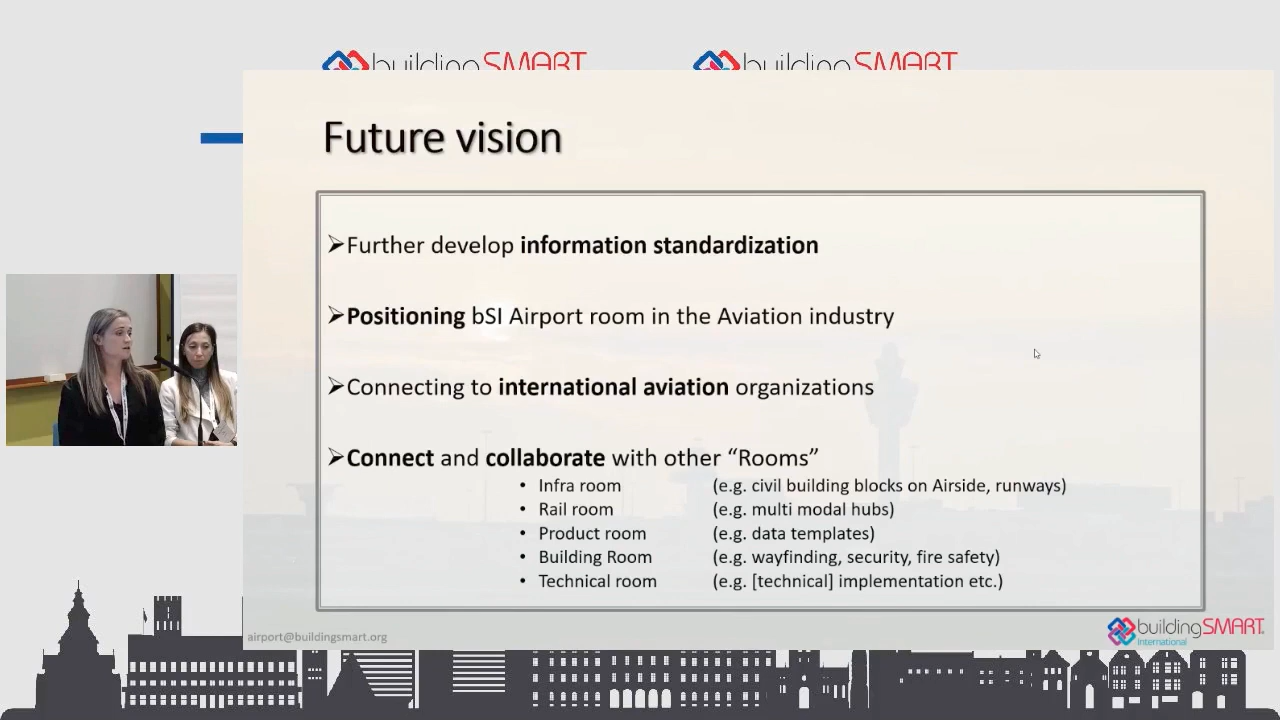 buildingSMART buildingSMART
Future vision
➢Further develop information standardization
➢Positioning bSI Airport room in the Aviation industry
➢Connecting to international aviation organizations
➢Connect and collaborate with other “Rooms”
• Infra room (e.g. civil building blocks on Airside, runways)
• Rail room (e.g. multi modal hubs)
• Product room (e.g. data templates)
• Building Room (e.g. wayfinding, security, fire safety)
• Technical room (e.g. [technical] implementation etc.)
airport@buildingsmart.org
buildingSMART
International